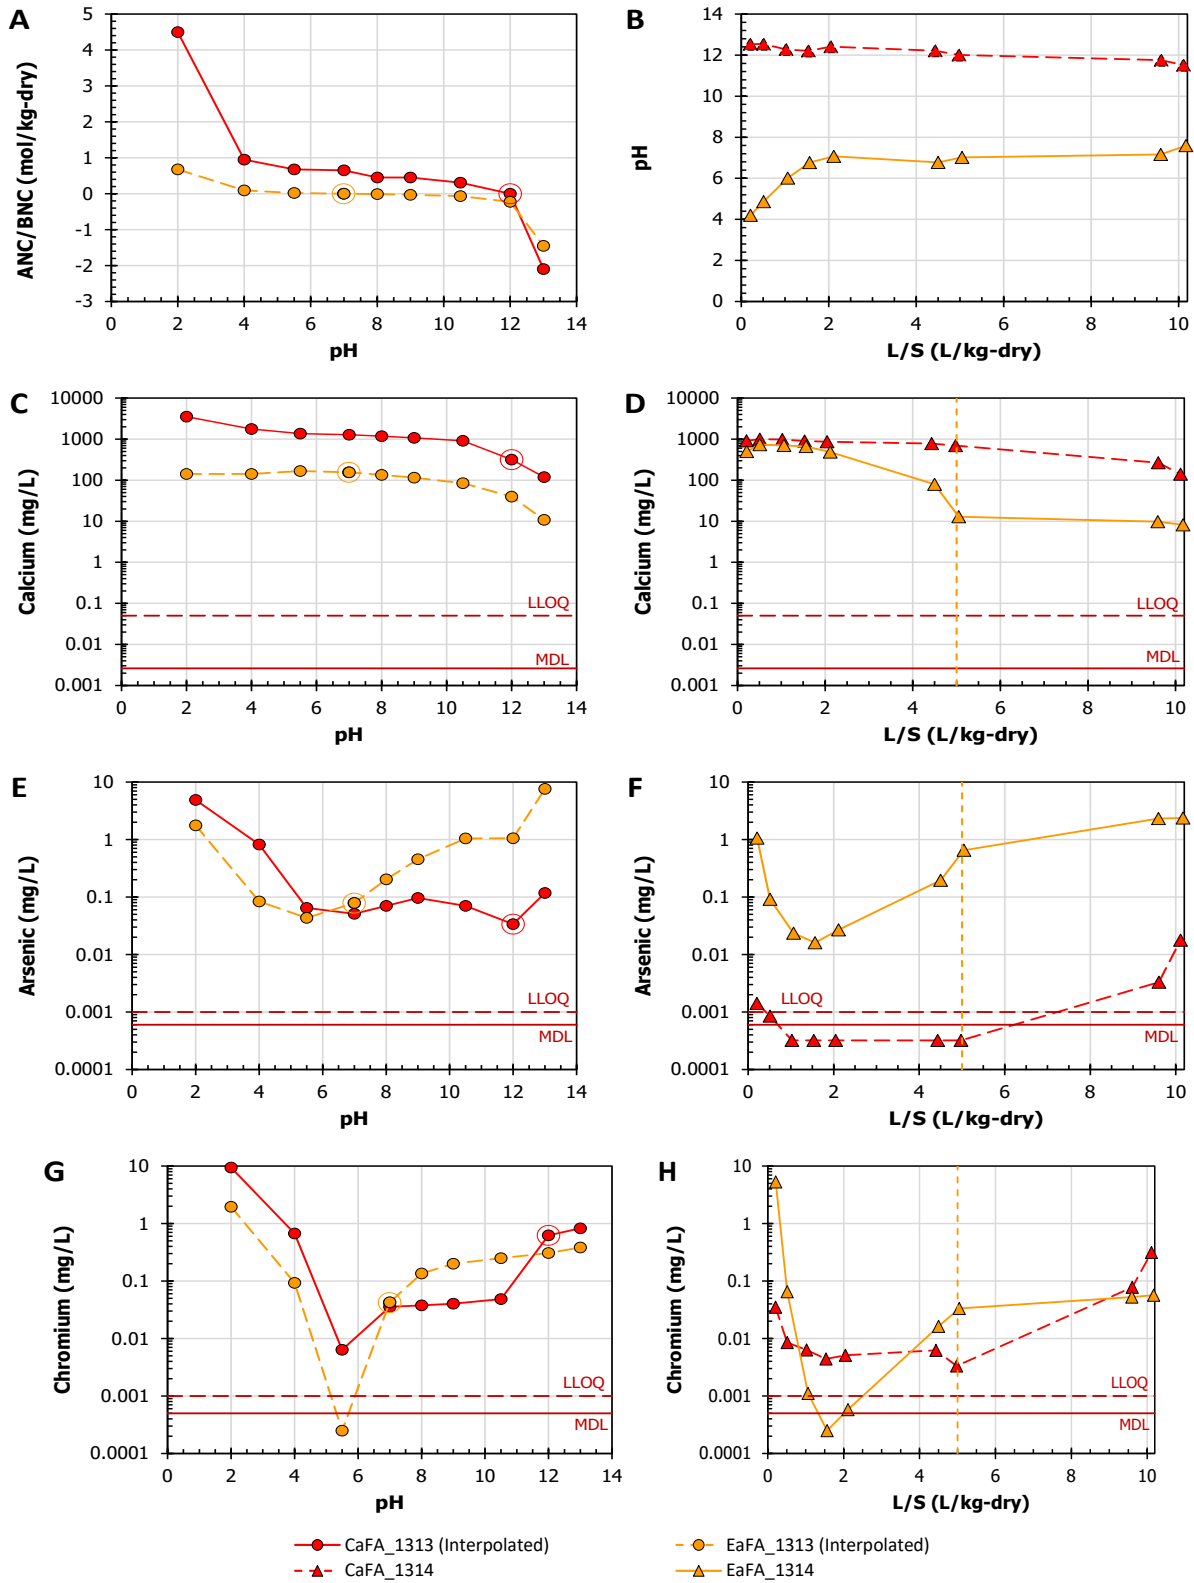 A
ANC/BNC (mol/kg-dry)
5
4
3
2
1
0
-1
-2
-3
0 2 4 6 8 10 12 14
pH
B
pH
14
12
10
8
6
4
2
0
0 2 4 6 8 10
L/S (L/kg-dry)
C
Calcium (mg/L)
10000
1000
100
10
1
0.1
0.01
0.001
LLOQ
MDL
0 2 4 6 8 10 12 14
pH
D
Calcium (mg/L)
10000
1000
100
10
1
0.1
0.01
0.001
LLOQ
MDL
0 2 4 6 8 10
L/S (L/kg-dry)
E
Arsenic (mg/L)
10
1
0.1
0.01
0.001
0.0001
LLOQ
MDL
0 2 4 6 8 10 12 14
pH
F
Arsenic (mg/L)
10
1
0.1
0.01
0.001
0.0001
LLOQ
MDL
0 2 4 6 8 10
L/S (L/kg-dry)
G
Chromium (mg/L)
10
1
0.1
0.01
0.001
0.0001
LLOQ
MDL
0 2 4 6 8 10 12 14
pH
H
Chromium (mg/L)
10
1
0.1
0.01
0.001
0.0001
LLOQ
MDL
0 2 4 6 8 10
L/S (L/kg-dry)
CaFA_1313 (Interpolated)
EaFA_1313 (Interpolated)
CaFA_1314
EaFA_1314